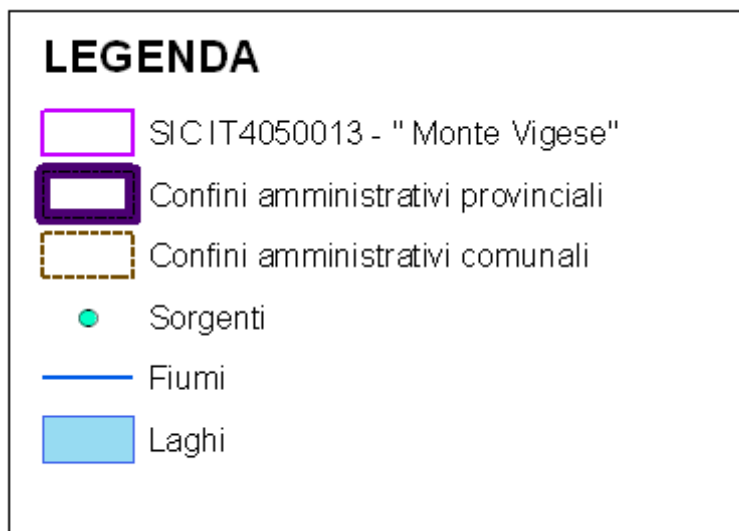 LEGENDA
SIC IT4050013 - " Monte Vigese"
Confini amministrativi provinciali
Confini amministrativi comunali
Sorgenti
Fiumi
Laghi